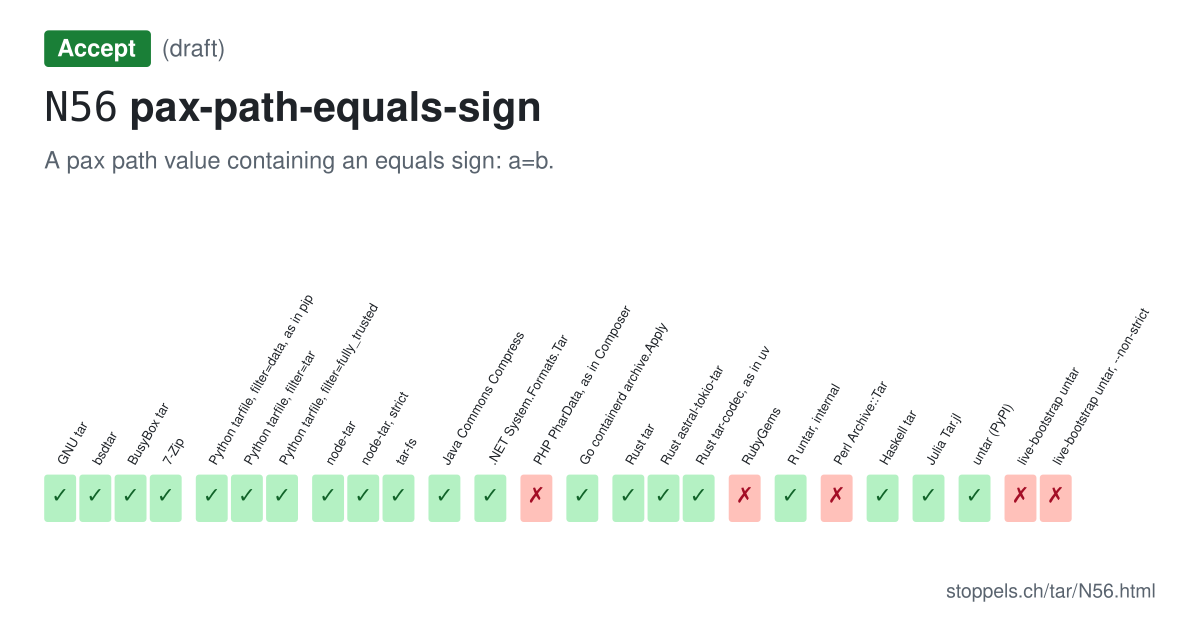 Accept (draft)
N56 pax-path-equals-sign
A pax path value containing an equals sign: a=b.
GNU tar
bsdtar
BusyBox tar
7-Zip
Python tarfile, filter=data, as in pip
Python tarfile, filter=tar
Python tarfile, filter=fully_trusted
node-tar
node-tar, strict
tar-fs
Java Commons Compress
.NET System.Formats.Tar
PHP PharData, as in Composer
Go containerd archive.Apply
Rust tar
Rust astral-tokio-tar
Rust tar-codec, as in uv
RubyGems
R untar, internal
Perl Archive::Tar
Haskell tar
Julia Tar.jl
untar (PyPI)
live-bootstrap untar
live-bootstrap untar, --non-strict
✓ ✓ ✓ ✓ ✓ ✓ ✓ ✓ ✓ ✓ ✓ ✓ ✗ ✓ ✓ ✓ ✓ ✗ ✓ ✗ ✓ ✓ ✓ ✗ ✗
stoppels.ch/tar/N56.html